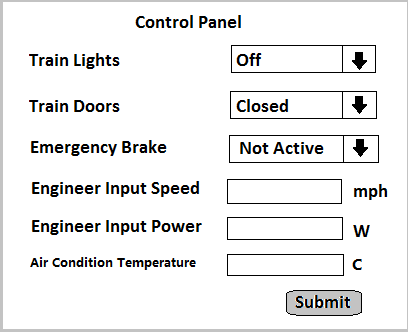 Control Panel
Train Lights Off
Train Doors Closed
Emergency Brake Not Active
Engineer Input Speed mph
Engineer Input Power W
Air Condition Temperature C
Submit